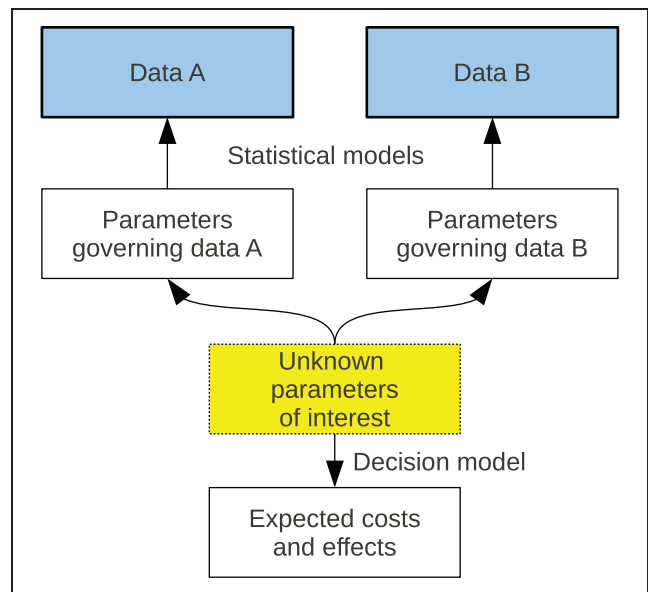 Data A
Data B
Statistical models
Parameters
governing data A
Parameters
governing data B
Unknown
parameters
of interest
Decision model
Expected costs
and effects